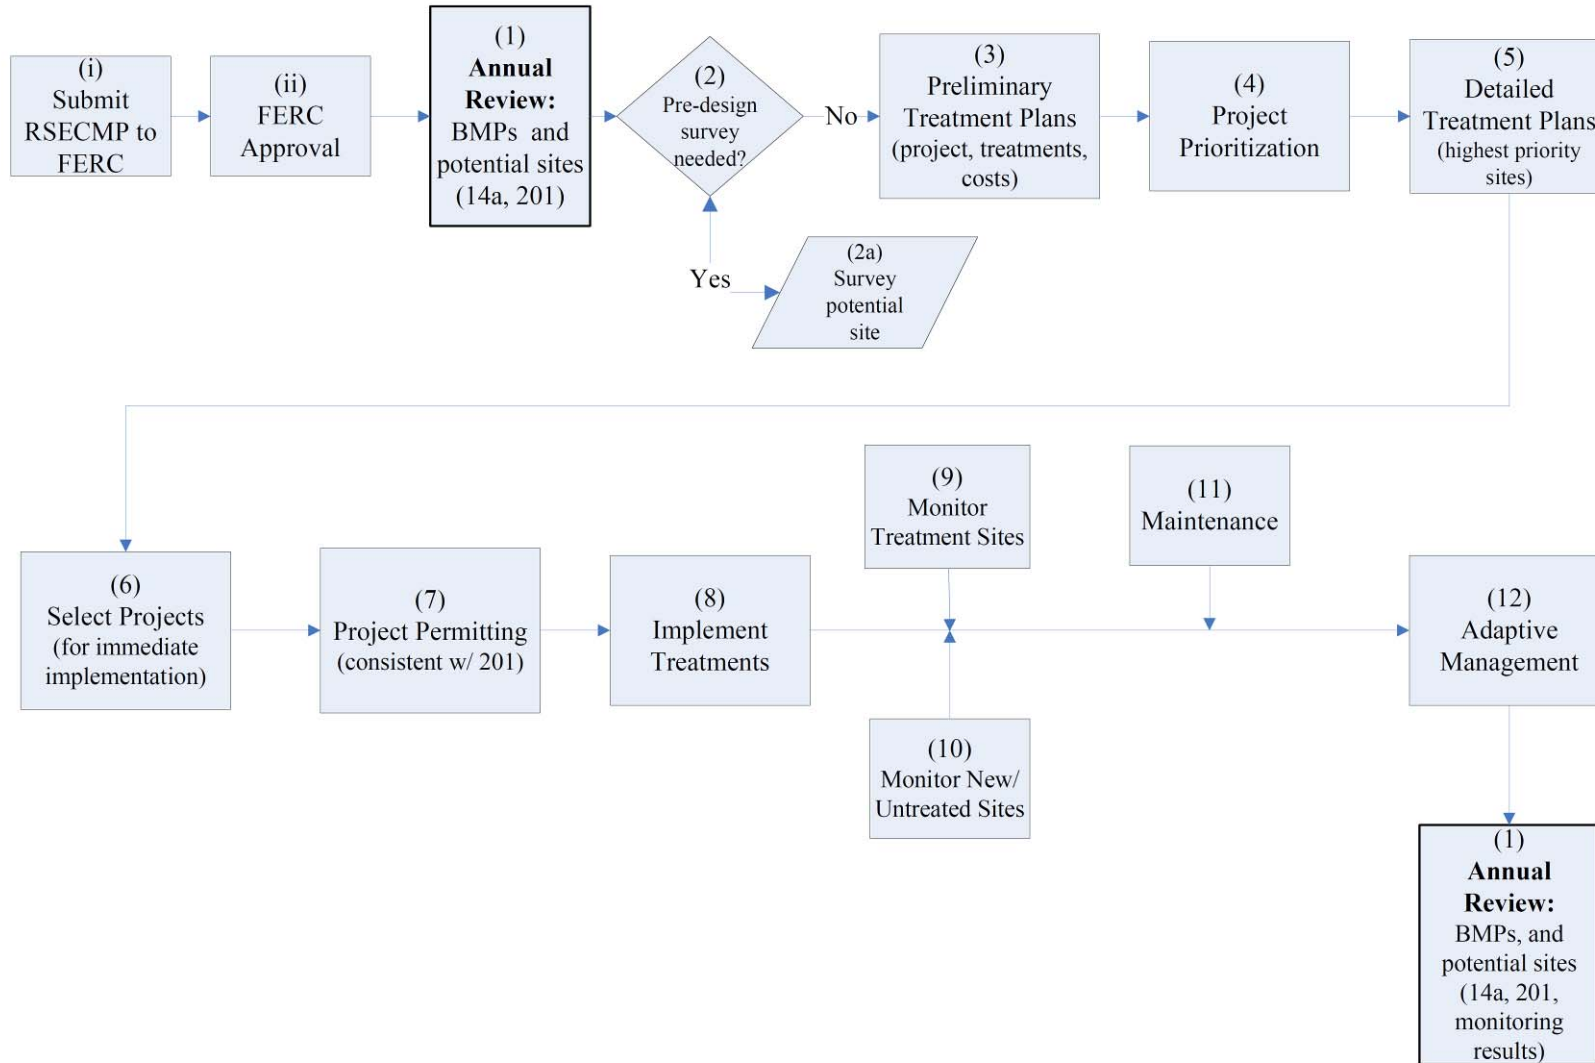 (i)
Submit
RSECMP to
FERC
(ii)
FERC
Approval
(1)
Annual
Review:
BMPs and
potential sites
(14a, 201)
(2)
Pre-design
survey
needed?
No
Yes
(2a)
Survey
potential
site
(3)
Preliminary
Treatment Plans
(project, treatments,
costs)
(4)
Project
Prioritization
(5)
Detailed
Treatment Plans
(highest priority
sites)
(6)
Select Projects
(for immediate
implementation)
(7)
Project Permitting
(consistent w/ 201)
(8)
Implement
Treatments
(9)
Monitor
Treatment Sites
(10)
Monitor New/
Untreated Sites
(11)
Maintenance
(12)
Adaptive
Management
(1)
Annual
Review:
BMPs, and
potential sites
(14a, 201,
monitoring
results)